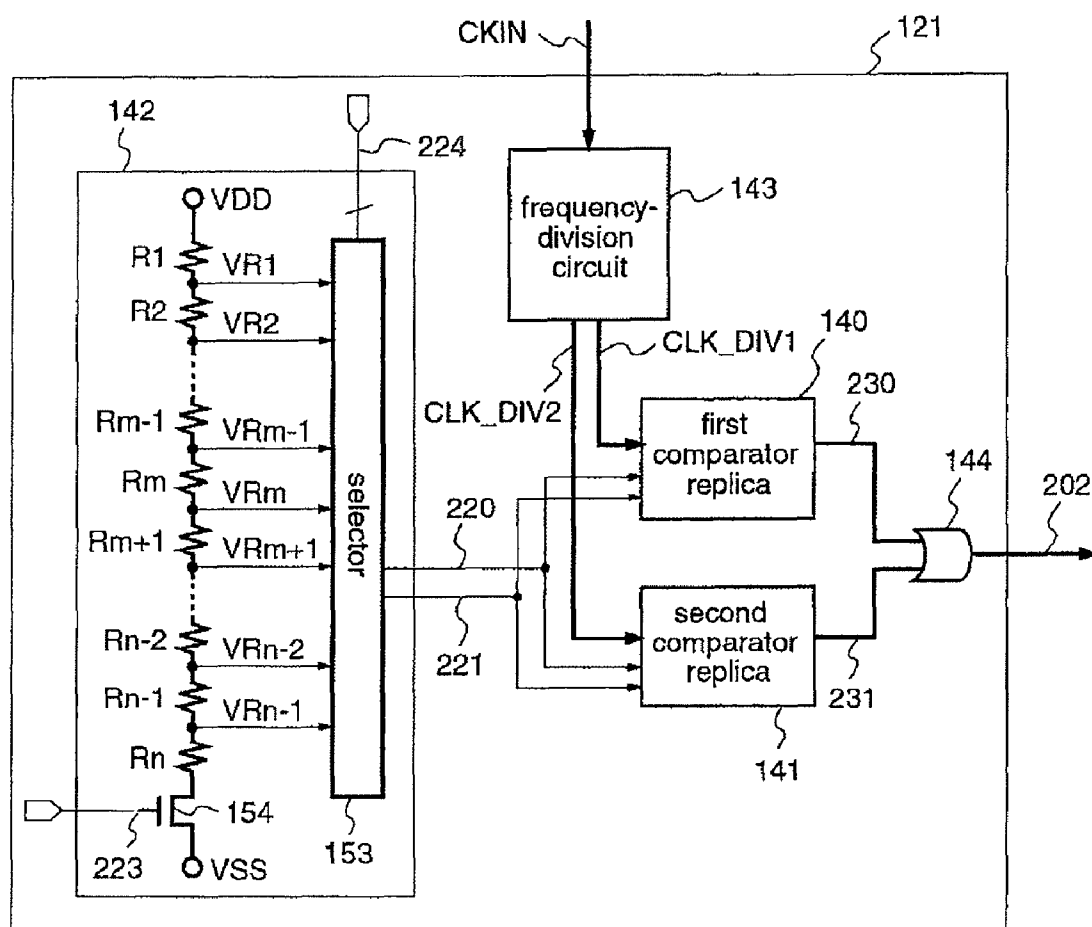 CKIN
121
142
224
143
VDD
frequency-
division
circuit
R1
VR1
R2
VR2
CLK_DIV1
140
CLK_DIV2
230
Rm-1
VRm-1
first
comparator
replica
144
Rm
VRm
selector
202
Rm+1
VRm+1
220
second
comparator
replica
Rn-2
VRn-2
221
231
Rn-1
VRn-1
141
Rn
154
223
153
VSS